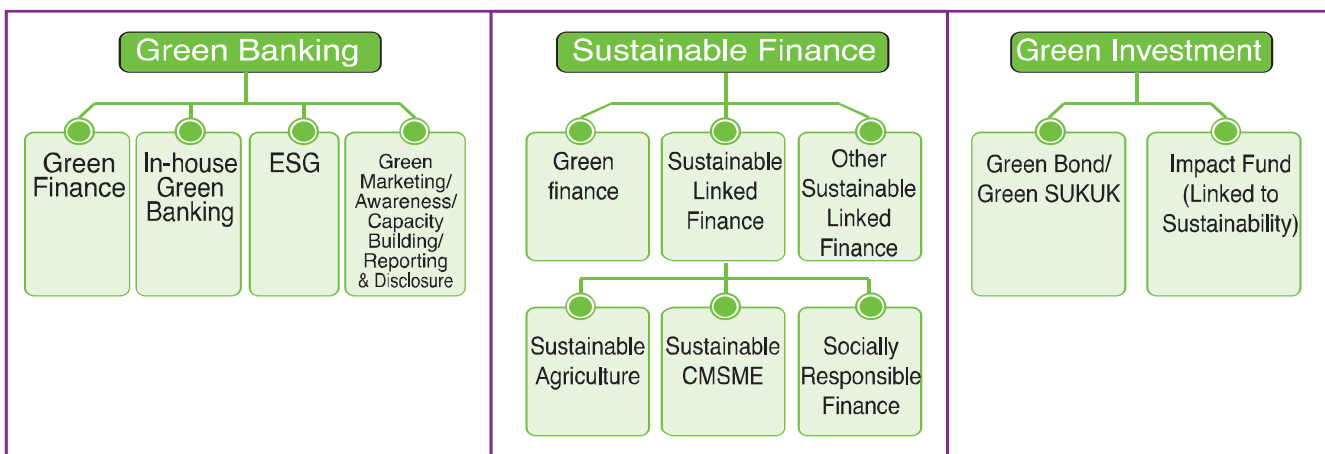 Green Banking
Green
Finance
In-house
Green
Banking
ESG
Green
Marketing/
Awareness/
Capacity
Building/
Reporting
& Disclosure
Sustainable Finance
Green
finance
Sustainable
Linked
Finance
Other
Sustainable
Linked
Finance
Sustainable
Agriculture
Sustainable
CMSME
Socially
Responsible
Finance
Green Investment
Green Bond/
Green SUKUK
Impact Fund
(Linked to
Sustainability)